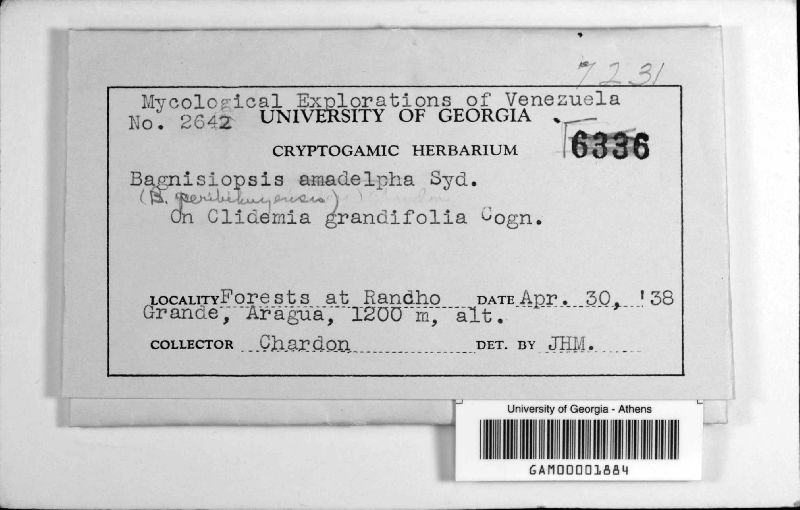 7231
Mycological Explorations of Venezuela
No. 2642 UNIVERSITY OF GEORGIA
CRYPTOGAMIC HERBARIUM
6336
Bagnisiopsis amadelpha Syd.
(B. peribebuyensis)
On Clidemia grandifolia Cogn.
LOCALITY Forests at Randho DATE Apr. 30, '38
Grande, Aragua, 1200 m, alt.
COLLECTOR Chardon DET. BY JHM.
University of Georgia - Athens
GAM00001884